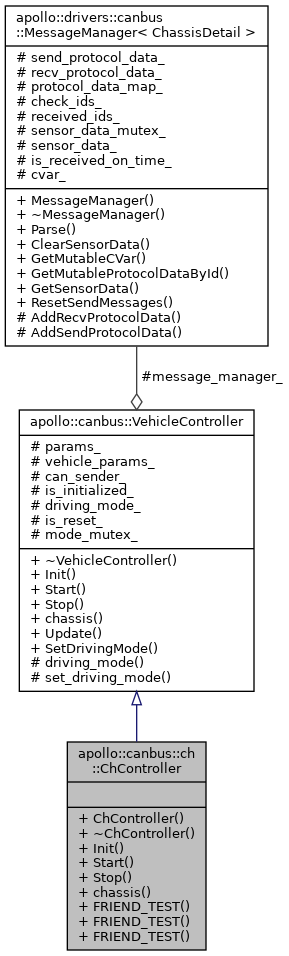 apollo::drivers::canbus
::MessageManager< ChassisDetail >
# send_protocol_data_
# recv_protocol_data_
# protocol_data_map_
# check_ids_
# received_ids_
# sensor_data_mutex_
# sensor_data_
# is_received_on_time_
# cvar_
+ MessageManager()
+ ~MessageManager()
+ Parse()
+ ClearSensorData()
+ GetMutableCVar()
+ GetMutableProtocolDataById()
+ GetSensorData()
+ ResetSendMessages()
# AddRecvProtocolData()
# AddSendProtocolData()
#message_manager_
apollo::canbus::VehicleController
# params_
# vehicle_params_
# can_sender_
# is_initialized_
# driving_mode_
# is_reset_
# mode_mutex_
+ ~VehicleController()
+ Init()
+ Start()
+ Stop()
+ chassis()
+ Update()
+ SetDrivingMode()
# driving_mode()
# set_driving_mode()
apollo::canbus::ch
::ChController
+ ChController()
+ ~ChController()
+ Init()
+ Start()
+ Stop()
+ chassis()
+ FRIEND_TEST()
+ FRIEND_TEST()
+ FRIEND_TEST()